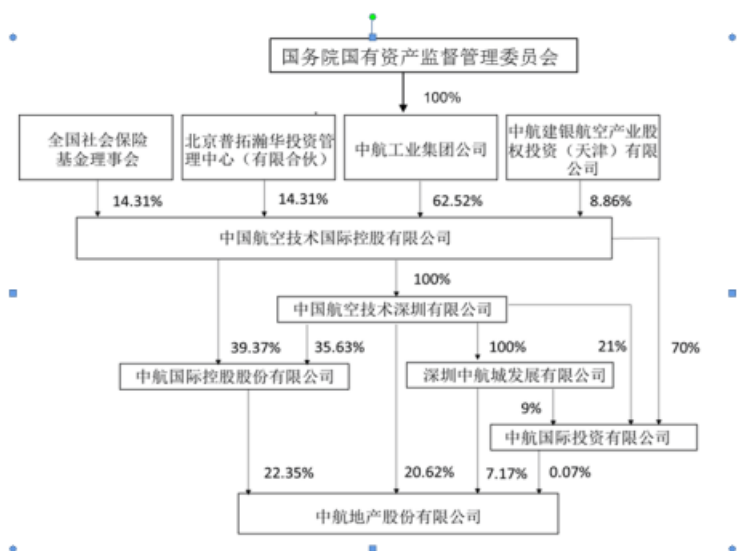 国务院国有资产监督管理委员会
100%
全国社会保险
基金理事会
北京普拓瀚华投资管
理中心（有限合伙）
中航工业集团公司
中航建银航空产业股
权投资（天津）有限
公司
14.31%
14.31%
62.52%
8.86%
中国航空技术国际控股有限公司
100%
中国航空技术深圳有限公司
39.37%
35.63%
100%
21%
70%
中航国际控股股份有限公司
深圳中航城发展有限公司
9%
中航国际投资有限公司
22.35%
20.62%
7.17%
0.07%
中航地产股份有限公司